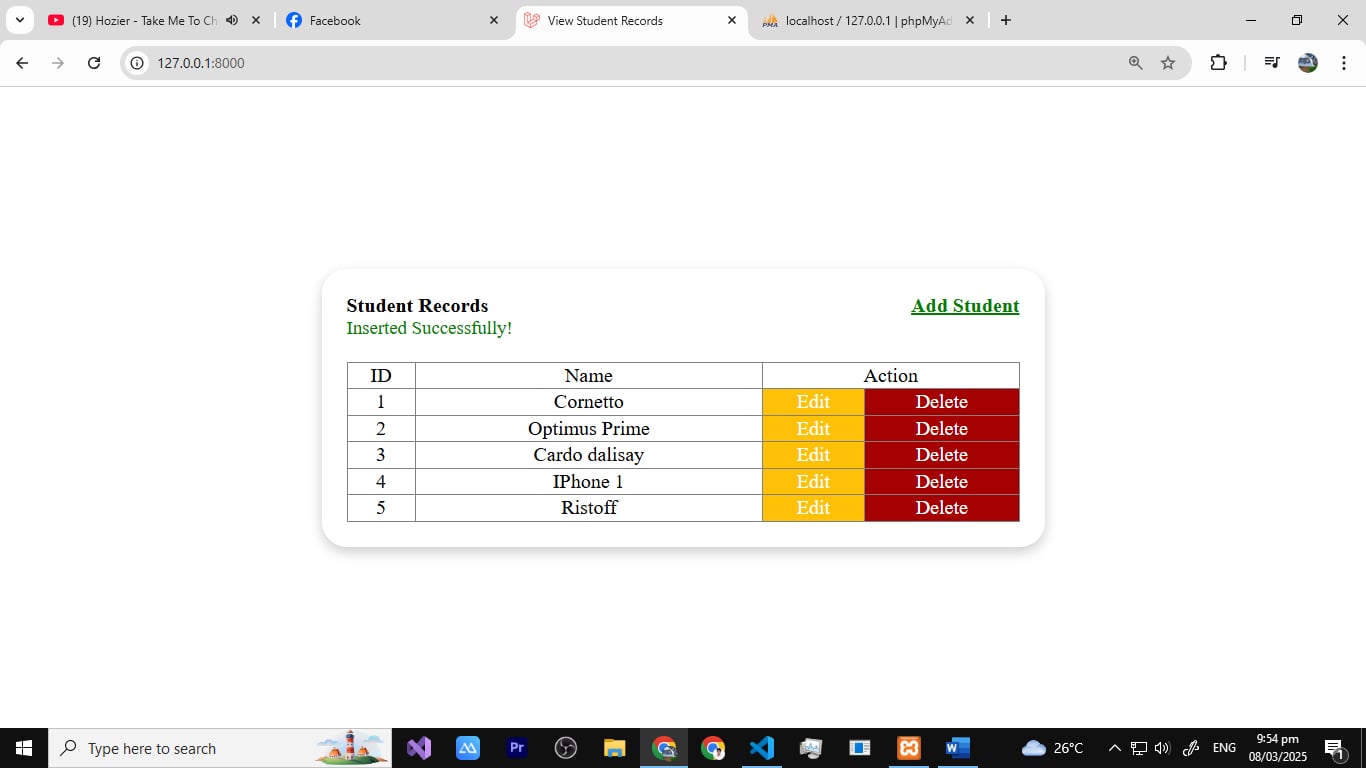 (19) Hozier - Take Me To Ch
Facebook
View Student Records
localhost / 127.0.0.1 | phpMyAd
127.0.0.1:8000
Student Records
Add Student
Inserted Successfully!
ID Name Action
1 Cornetto Edit Delete
2 Optimus Prime Edit Delete
3 Cardo dalisay Edit Delete
4 IPhone 1 Edit Delete
5 Ristoff Edit Delete
Type here to search
Pr
26°C
ENG
9:54 pm
08/03/2025
1